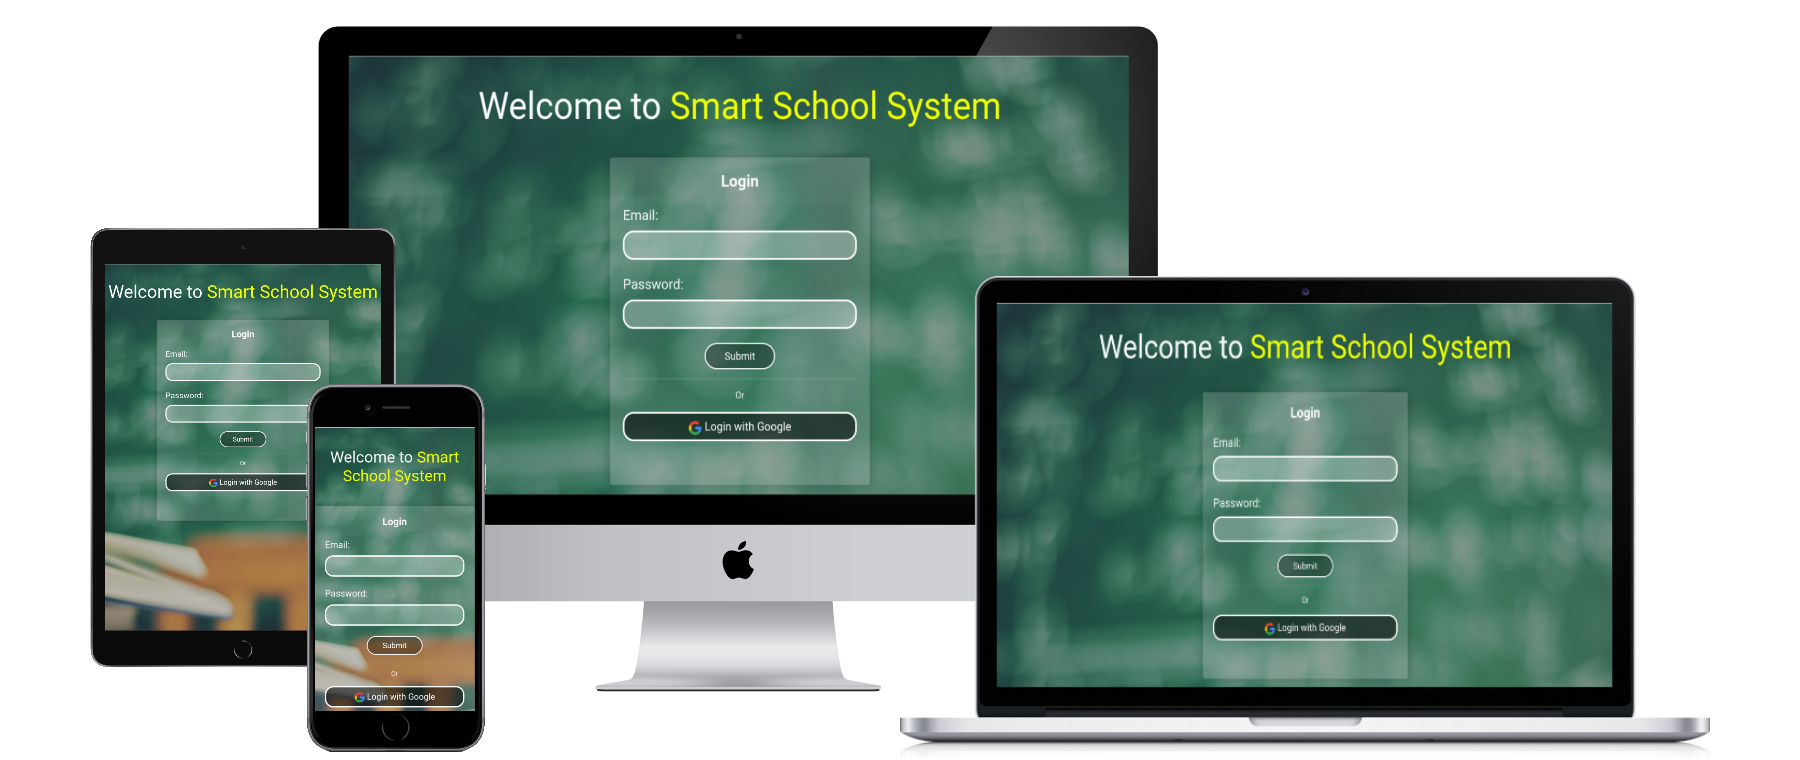 Welcome to Smart School System
Login
Email:
Password:
Submit
Or
Login with Google
Welcome to Smart School System
Login
Email:
Password:
Submit
Or
Login with Google
Welcome to Smart
School System
Login
Email:
Password:
Submit
Or
Login with Google
Welcome to Smart School System
Login
Email:
Password:
Submit
Or
Login with Google